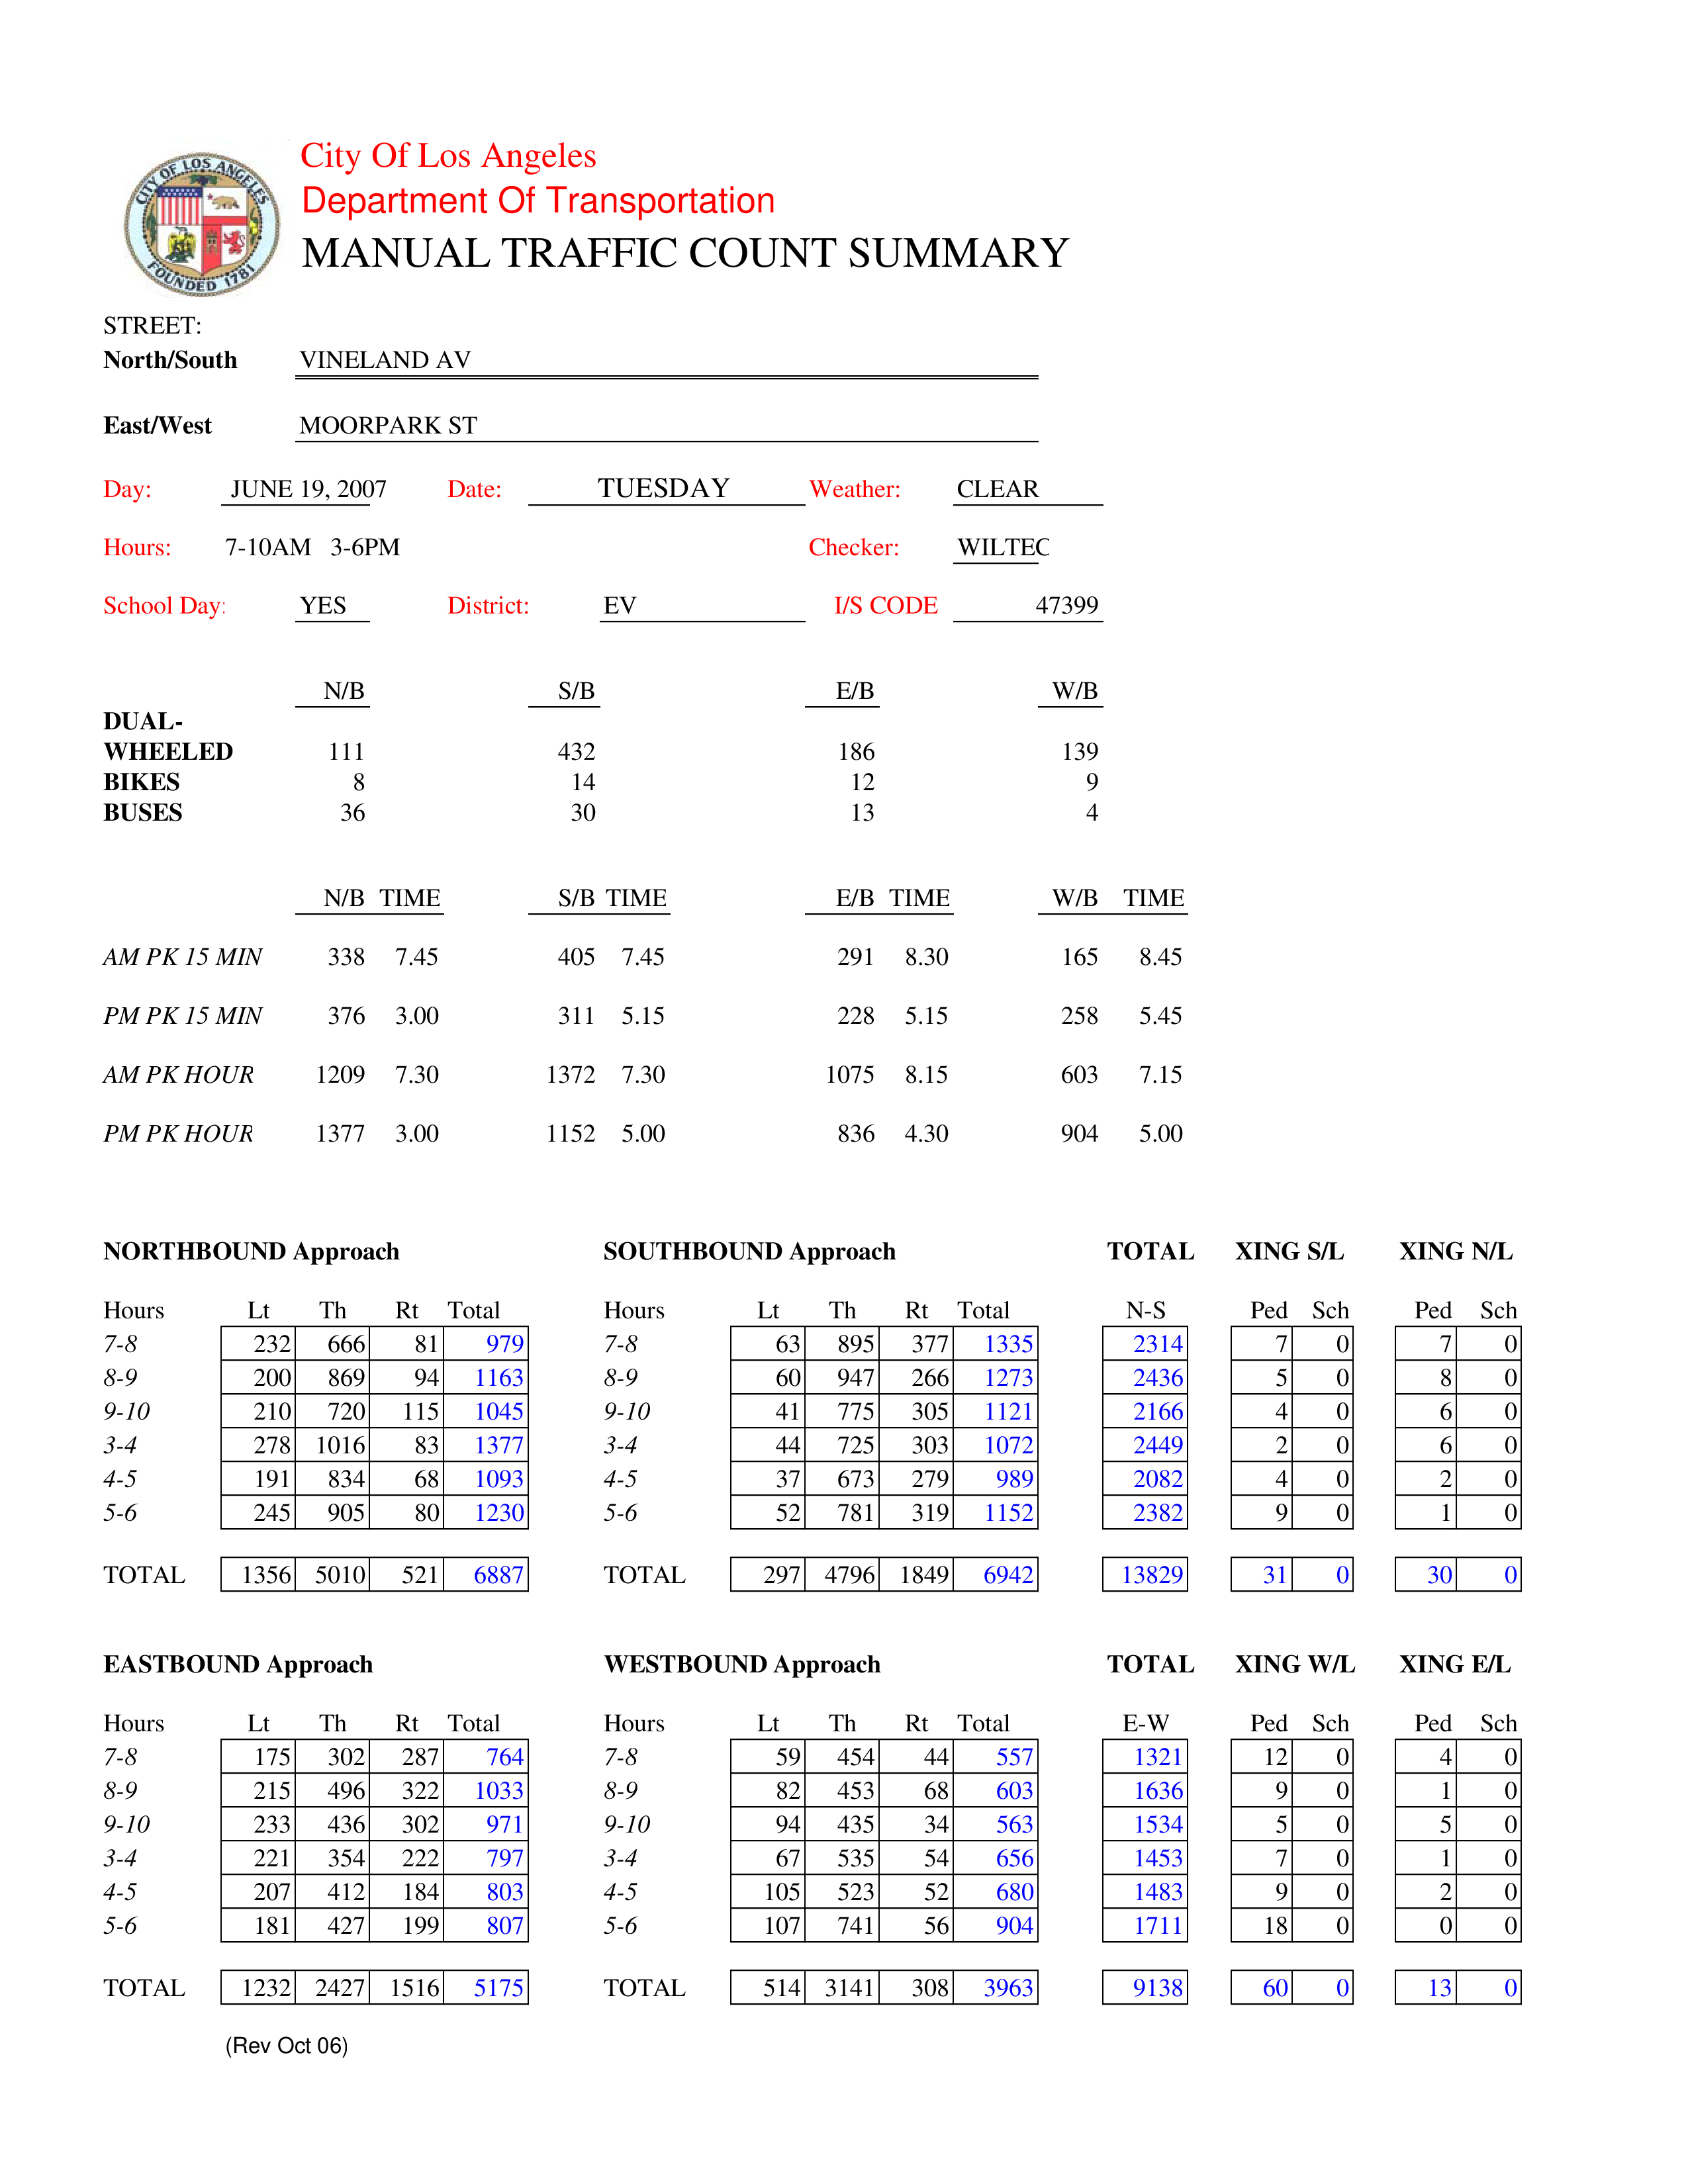 CITY OF LOS ANGELES
FOUNDED 1781
City Of Los Angeles
Department Of Transportation
MANUAL TRAFFIC COUNT SUMMARY
STREET:
North/South VINELAND AV
East/West MOORPARK ST
Day: JUNE 19, 2007 Date: TUESDAY Weather: CLEAR
Hours: 7-10AM 3-6PM Checker: WILTEC
School Day: YES District: EV I/S CODE 47399
N/B S/B E/B W/B
DUAL-
WHEELED 111 432 186 139
BIKES 8 14 12 9
BUSES 36 30 13 4
N/B TIME S/B TIME E/B TIME W/B TIME
AM PK 15 MIN 338 7.45 405 7.45 291 8.30 165 8.45
PM PK 15 MIN 376 3.00 311 5.15 228 5.15 258 5.45
AM PK HOUR 1209 7.30 1372 7.30 1075 8.15 603 7.15
PM PK HOUR 1377 3.00 1152 5.00 836 4.30 904 5.00
NORTHBOUND Approach SOUTHBOUND Approach TOTAL XING S/L XING N/L
Hours Lt Th Rt Total Hours Lt Th Rt Total N-S Ped Sch Ped Sch
7-8 232 666 81 979 7-8 63 895 377 1335 2314 7 0 7 0
8-9 200 869 94 1163 8-9 60 947 266 1273 2436 5 0 8 0
9-10 210 720 115 1045 9-10 41 775 305 1121 2166 4 0 6 0
3-4 278 1016 83 1377 3-4 44 725 303 1072 2449 2 0 6 0
4-5 191 834 68 1093 4-5 37 673 279 989 2082 4 0 2 0
5-6 245 905 80 1230 5-6 52 781 319 1152 2382 9 0 1 0
TOTAL 1356 5010 521 6887 TOTAL 297 4796 1849 6942 13829 31 0 30 0
EASTBOUND Approach WESTBOUND Approach TOTAL XING W/L XING E/L
Hours Lt Th Rt Total Hours Lt Th Rt Total E-W Ped Sch Ped Sch
7-8 175 302 287 764 7-8 59 454 44 557 1321 12 0 4 0
8-9 215 496 322 1033 8-9 82 453 68 603 1636 9 0 1 0
9-10 233 436 302 971 9-10 94 435 34 563 1534 5 0 5 0
3-4 221 354 222 797 3-4 67 535 54 656 1453 7 0 1 0
4-5 207 412 184 803 4-5 105 523 52 680 1483 9 0 2 0
5-6 181 427 199 807 5-6 107 741 56 904 1711 18 0 0 0
TOTAL 1232 2427 1516 5175 TOTAL 514 3141 308 3963 9138 60 0 13 0
(Rev Oct 06)